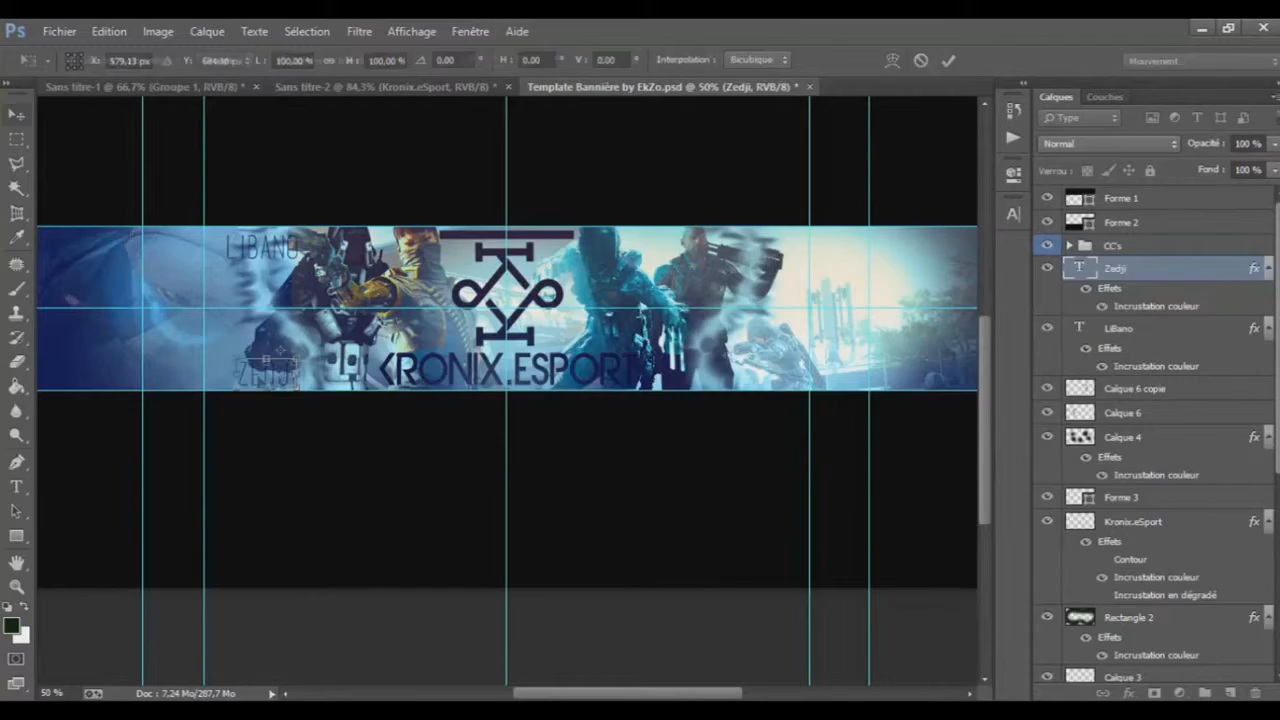 Ps Fichier Edition Image Calque Texte Sélection Filtre Affichage Fenêtre Aide
X: 579,13 px Y: L: 100,00 % H: 100,00 % 0,00 ° H: 0,00 ° V: 0,00 ° Interpolation : Bicubique Mouvement
Sans titre-1 @ 66,7% (Groupe 1, RVB/8) * × Sans titre-2 @ 84,3% (Kronix.eSport, RVB/8) * × Template Bannière by EkZo.psd @ 50% (Zedji, RVB/8) * ×
Calques Couches
Type
Normal Opacité : 100 %
Verrou : Fond : 100 %
Forme 1
Forme 2
CC's
Zedji fx
Effets
Incrustation couleur
LiBano fx
Effets
Incrustation couleur
Calque 6 copie
Calque 6
Calque 4 fx
Effets
Incrustation couleur
Forme 3
Kronix.eSport fx
Effets
Contour
Incrustation couleur
Incrustation en dégradé
Rectangle 2 fx
Effets
Incrustation couleur
Calque 3
LIBANO
ZEDJI
KRONIX.ESPORT
50 % Doc : 7,24 Mo/287,7 Mo